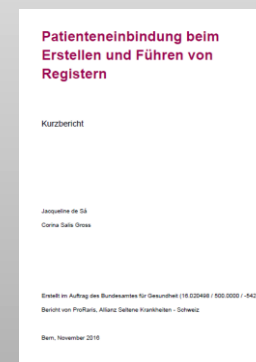 Patienteneinbindung beim
Erstellen und Führen von
Registern
Kurzbericht
Jacqueline de Sá
Corina Salis Gross
Erstellt im Auftrag des Bundesamtes für Gesundheit (16.020498 / 500.0000 / -542
Bericht von ProRaris, Allianz Seltene Krankheiten - Schweiz
Bern, November 2016